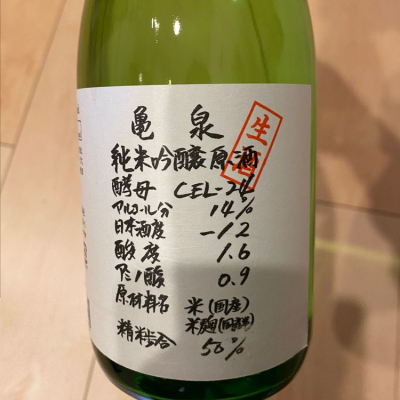 亀泉
生酒
純米吟醸原酒
酵母 CEL-24
アルコール分 14%
日本酒度 -12
酸度 1.6
アミノ酸 0.9
原材料名 米(国産)
米麹(国産米)
精米歩合 50%